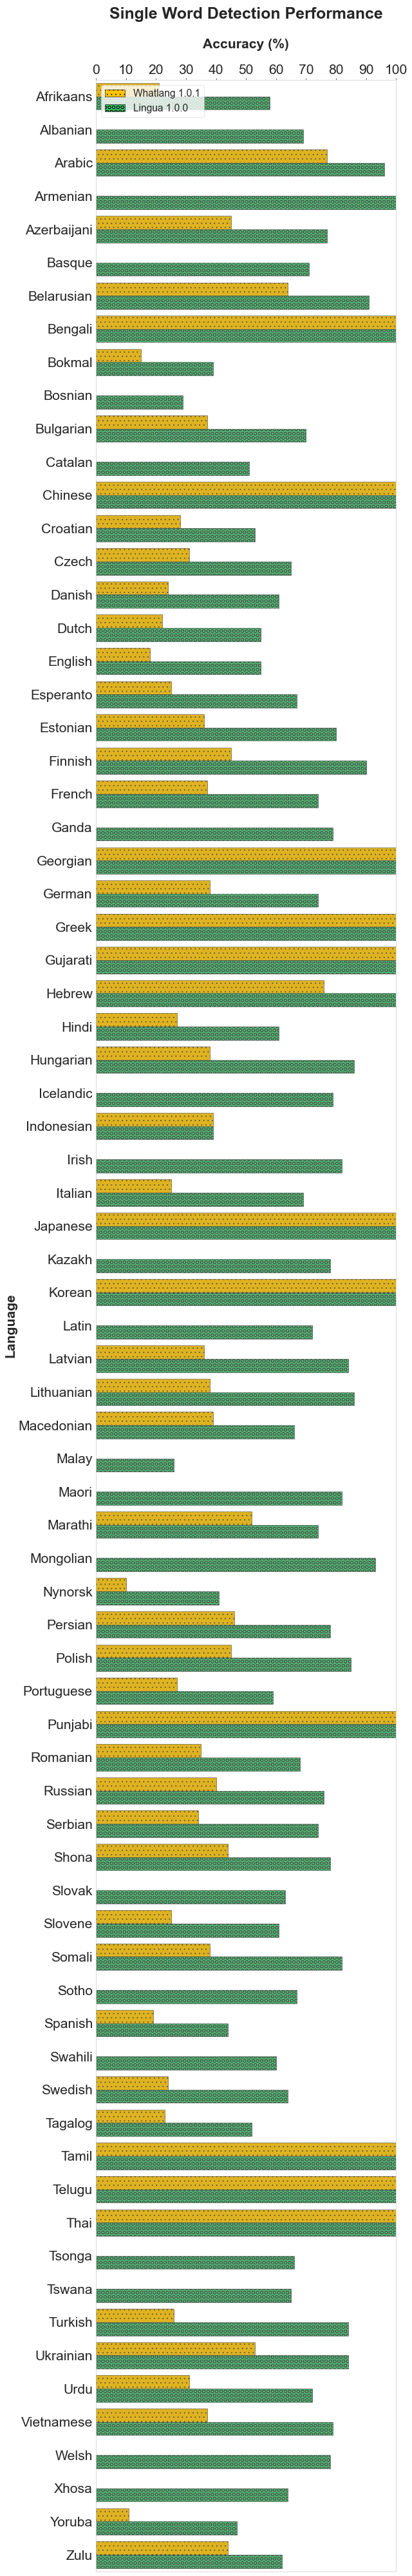 Single Word Detection Performance
Accuracy (%)
0 10 20 30 40 50 60 70 80 90 100
Whatlang 1.0.1
Lingua 1.0.0
Afrikaans
Albanian
Arabic
Armenian
Azerbaijani
Basque
Belarusian
Bengali
Bokmal
Bosnian
Bulgarian
Catalan
Chinese
Croatian
Czech
Danish
Dutch
English
Esperanto
Estonian
Finnish
French
Ganda
Georgian
German
Greek
Gujarati
Hebrew
Hindi
Hungarian
Icelandic
Indonesian
Irish
Italian
Japanese
Kazakh
Korean
Language
Latin
Latvian
Lithuanian
Macedonian
Malay
Maori
Marathi
Mongolian
Nynorsk
Persian
Polish
Portuguese
Punjabi
Romanian
Russian
Serbian
Shona
Slovak
Slovene
Somali
Sotho
Spanish
Swahili
Swedish
Tagalog
Tamil
Telugu
Thai
Tsonga
Tswana
Turkish
Ukrainian
Urdu
Vietnamese
Welsh
Xhosa
Yoruba
Zulu